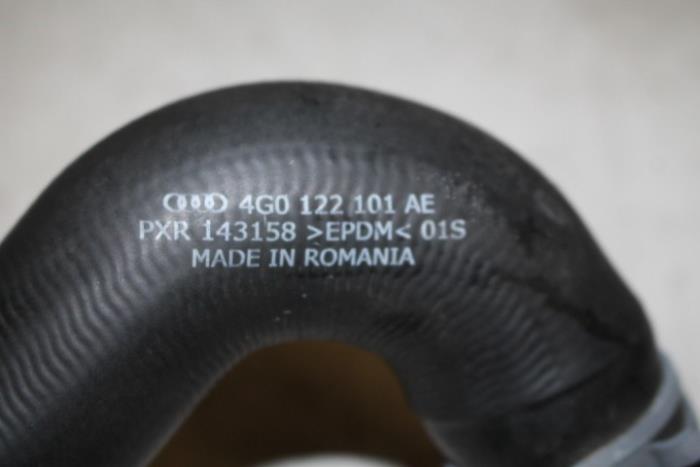 4G0 122 101 AE
PXR 143158 >EPDM< 01S
MADE IN ROMANIA